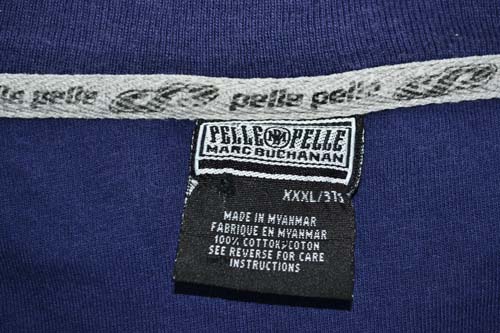 pelle pelle pelle pelle
PELLE PELLE
MARC BUCHANAN
XXXL/37s
MADE IN MYANMAR
FABRIQUE EN MYANMAR
100% COTTON/COTON
SEE REVERSE FOR CARE
INSTRUCTIONS